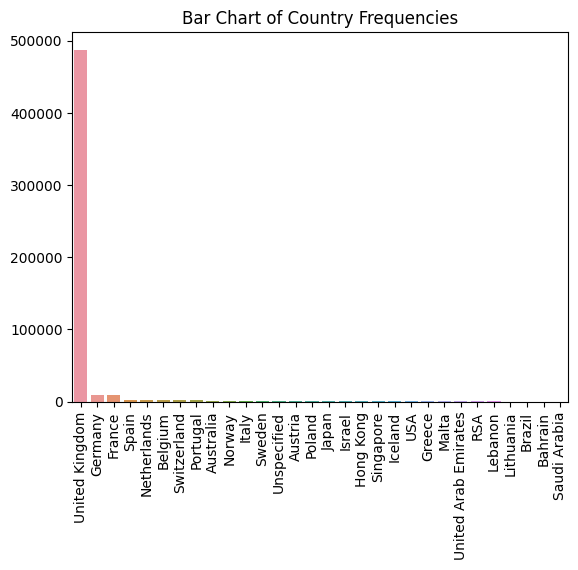 Bar Chart of Country Frequencies
500000
400000
300000
200000
100000
0
United Kingdom
Germany
France
Spain
Netherlands
Belgium
Switzerland
Portugal
Australia
Norway
Italy
Sweden
Unspecified
Austria
Poland
Japan
Israel
Hong Kong
Singapore
Iceland
USA
Greece
Malta
United Arab Emirates
RSA
Lebanon
Lithuania
Brazil
Bahrain
Saudi Arabia